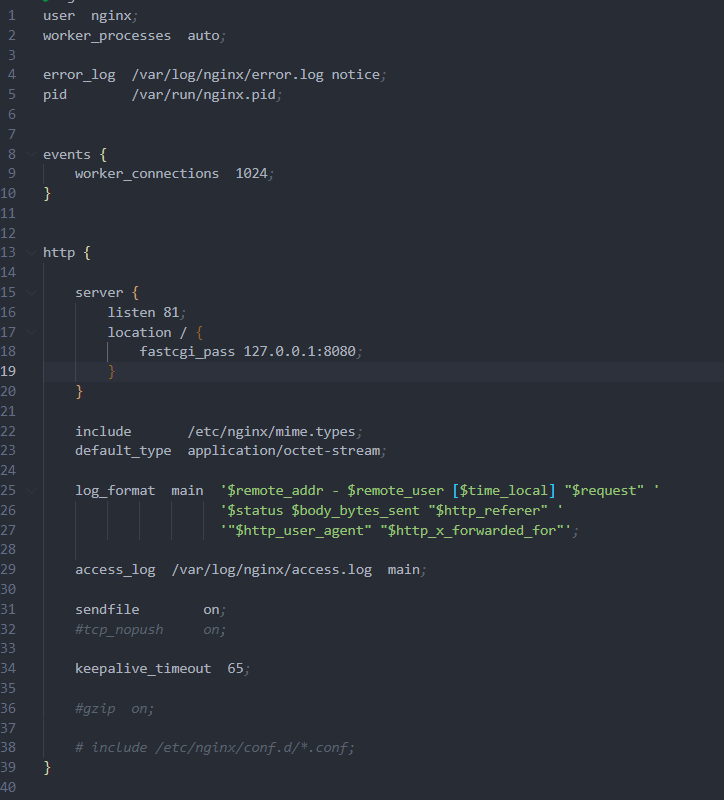 1 user  nginx;
2 worker_processes  auto;
3
4 error_log  /var/log/nginx/error.log notice;
5 pid        /var/run/nginx.pid;
6
7
8 events {
9     worker_connections  1024;
10 }
11
12
13 http {
14
15     server {
16         listen 81;
17         location / {
18             fastcgi_pass 127.0.0.1:8080;
19         }
20     }
21
22     include       /etc/nginx/mime.types;
23     default_type  application/octet-stream;
24
25     log_format  main  '$remote_addr - $remote_user [$time_local] "$request" '
26                       '$status $body_bytes_sent "$http_referer" '
27                       '"$http_user_agent" "$http_x_forwarded_for"';
28
29     access_log  /var/log/nginx/access.log  main;
30
31     sendfile        on;
32     #tcp_nopush     on;
33
34     keepalive_timeout  65;
35
36     #gzip  on;
37
38     # include /etc/nginx/conf.d/*.conf;
39 }
40